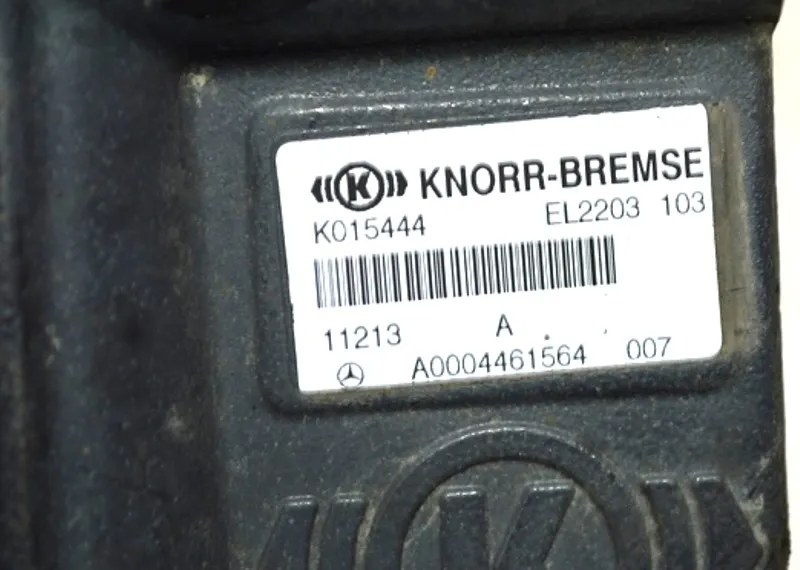 K KNORR-BREMSE
K015444 EL2203 103
11213 A
A0004461564 007
K